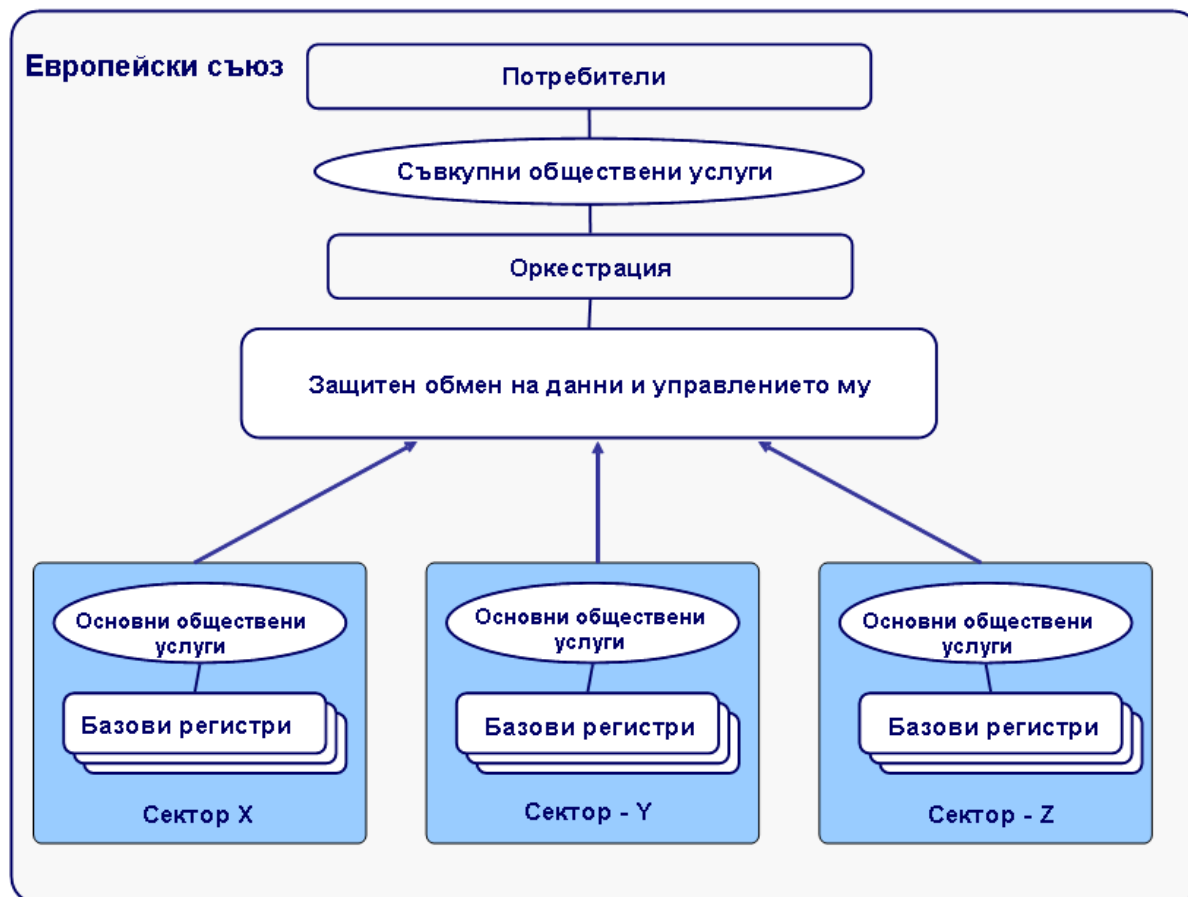 Европейски съюз
Потребители
Съвкупни обществени услуги
Оркестрация
Защитен обмен на данни и управлението му
Основни обществени
услуги
Базови регистри
Сектор X
Основни обществени
услуги
Базови регистри
Сектор - Y
Основни обществени
услуги
Базови регистри
Сектор - Z